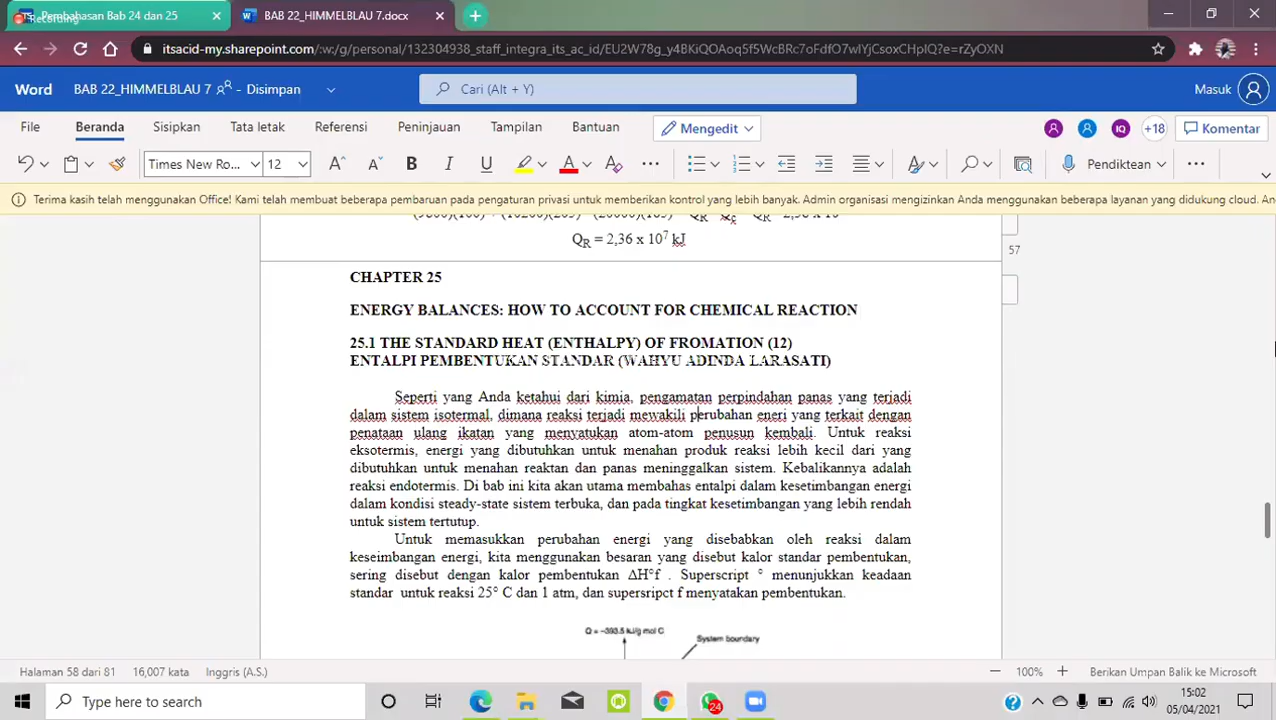 Pembahasan Bab 24 dan 25
BAB 22_HIMMELBLAU 7.docx
itsacid-my.sharepoint.com/:w:/g/personal/132304938_staff_integra_its_ac_id/EU2W78g_y4BKiQOAoq5f5WcBRc7oFdfO7wIYjCsoxCHpIQ?e=rZyOXN
Word
BAB 22_HIMMELBLAU 7
- Disimpan
Cari (Alt + Y)
Masuk
File
Beranda
Sisipkan
Tata letak
Referensi
Peninjauan
Tampilan
Bantuan
Mengedit
IQ
+18
Komentar
Times New Ro...
12
B
I
U
A
Pendiktean
Terima kasih telah menggunakan Office! Kami telah membuat beberapa pembaruan pada pengaturan privasi untuk memberikan kontrol yang lebih banyak. Admin organisasi mengizinkan Anda menggunakan beberapa layanan yang didukung cloud.
QR = 2,36 x 10⁷ kJ
57
CHAPTER 25
ENERGY BALANCES: HOW TO ACCOUNT FOR CHEMICAL REACTION
25.1 THE STANDARD HEAT (ENTHALPY) OF FROMATION (12)
ENTALPI PEMBENTUKAN STANDAR (WAHYU ADINDA LARASATI)
Seperti yang Anda ketahui dari kimia, pengamatan perpindahan panas yang terjadi
dalam sistem isotermal, dimana reaksi terjadi mewakili perubahan eneri yang terkait dengan
penataan ulang ikatan yang menyatukan atom-atom penusun kembali. Untuk reaksi
eksotermis, energi yang dibutuhkan untuk menahan produk reaksi lebih kecil dari yang
dibutuhkan untuk menahan reaktan dan panas meninggalkan sistem. Kebalikannya adalah
reaksi endotermis. Di bab ini kita akan utama membahas entalpi dalam kesetimbangan energi
dalam kondisi steady-state sistem terbuka, dan pada tingkat kesetimbangan yang lebih rendah
untuk sistem tertutup.
Untuk memasukkan perubahan energi yang disebabkan oleh reaksi dalam
keseimbangan energi, kita menggunakan besaran yang disebut kalor standar pembentukan,
sering disebut dengan kalor pembentukan ΔH°f . Superscript ° menunjukkan keadaan
standar untuk reaksi 25° C dan 1 atm, dan supersripct f menyatakan pembentukan.
Q = −393.5 kJ/g mol C
System boundary
Halaman 58 dari 81
16,007 kata
Inggris (A.S.)
100%
Berikan Umpan Balik ke Microsoft
Type here to search
24
15:02
05/04/2021